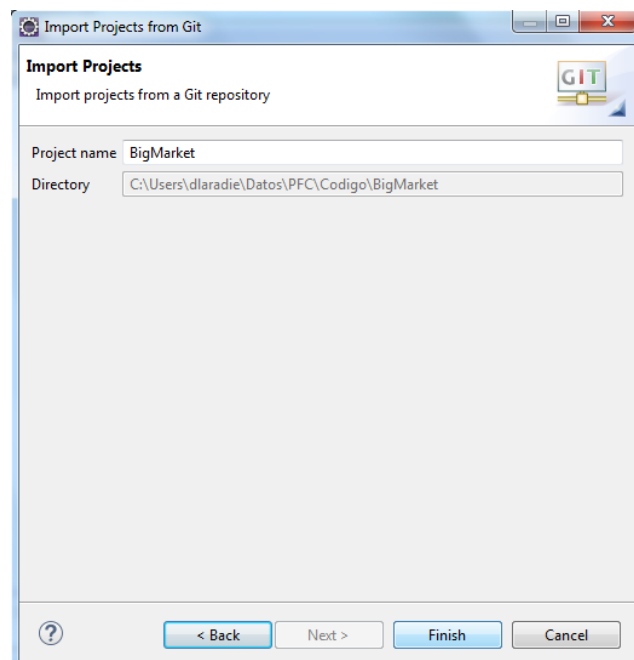 Import Projects from Git
Import Projects
Import projects from a Git repository
GIT
Project name BigMarket
Directory C:\Users\dlaradie\Datos\PFC\Codigo\BigMarket
?
< Back Next > Finish Cancel